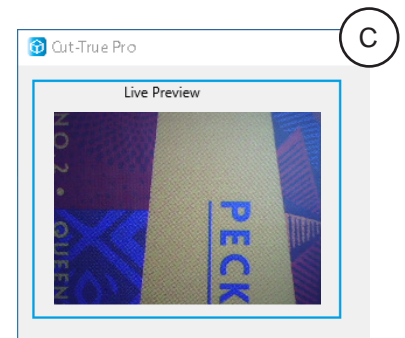 C
Cut-True Pro
Live Preview
NO 2 • QUEEN
PECK